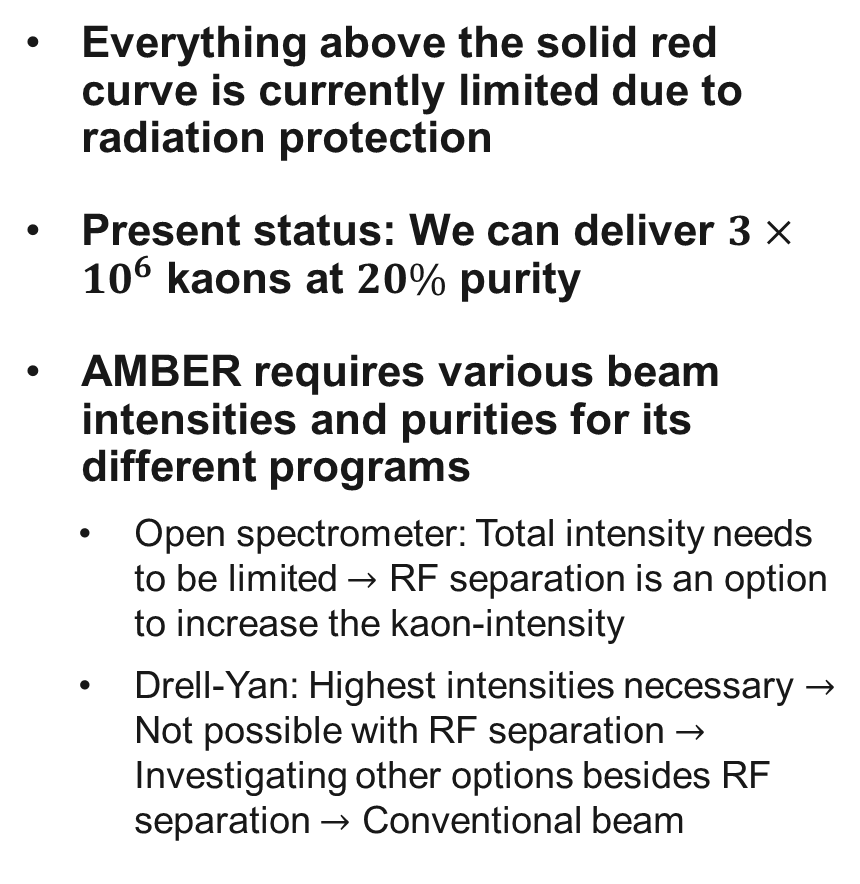 • Everything above the solid red
curve is currently limited due to
radiation protection
• Present status: We can deliver 3 ×
10⁶ kaons at 20% purity
• AMBER requires various beam
intensities and purities for its
different programs
• Open spectrometer: Total intensity needs
to be limited → RF separation is an option
to increase the kaon-intensity
• Drell-Yan: Highest intensities necessary →
Not possible with RF separation →
Investigating other options besides RF
separation → Conventional beam